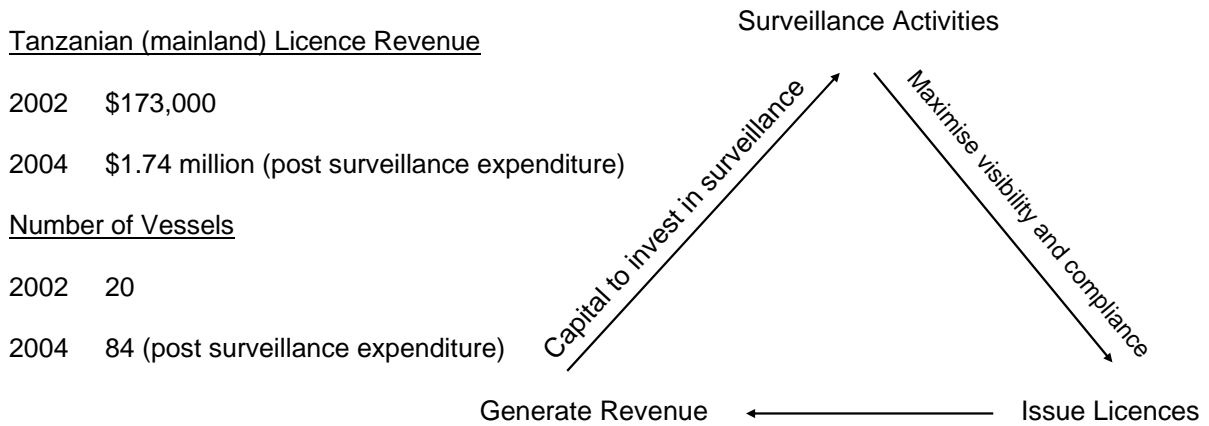 Tanzanian (mainland) Licence Revenue
2002 $173,000
2004 $1.74 million (post surveillance expenditure)
Number of Vessels
2002 20
2004 84 (post surveillance expenditure)
Surveillance Activities
Capital to invest in surveillance
Maximise visibility and compliance
Generate Revenue
Issue Licences